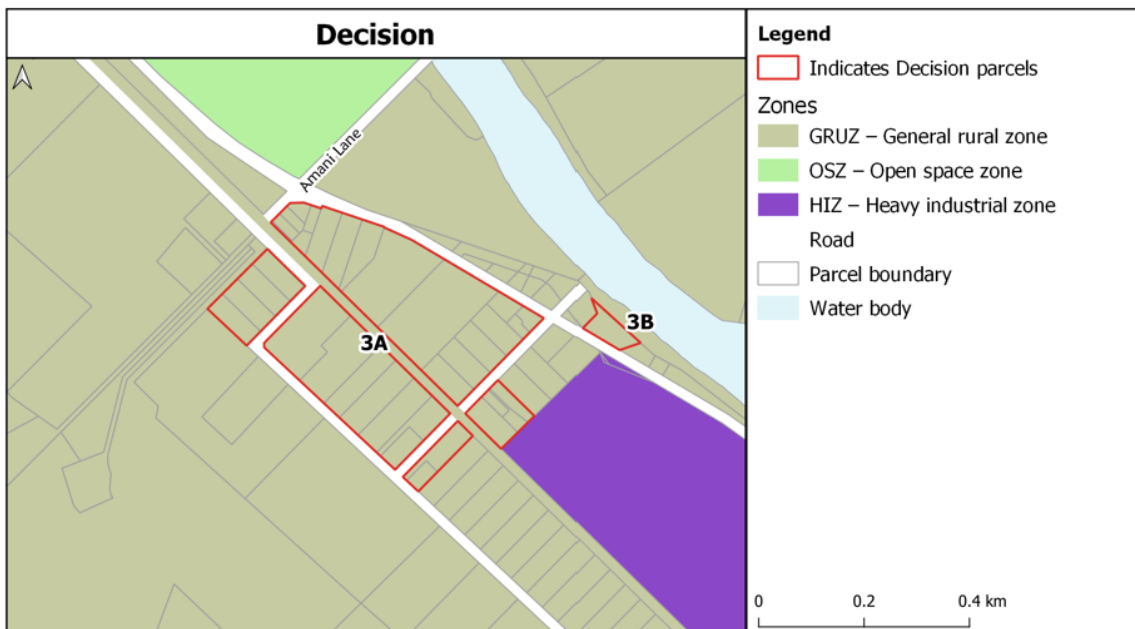 Decision
Amani Lane
3A
3B
Legend
Indicates Decision parcels
Zones
GRUZ – General rural zone
OSZ – Open space zone
HIZ – Heavy industrial zone
Road
Parcel boundary
Water body
0 0.2 0.4 km